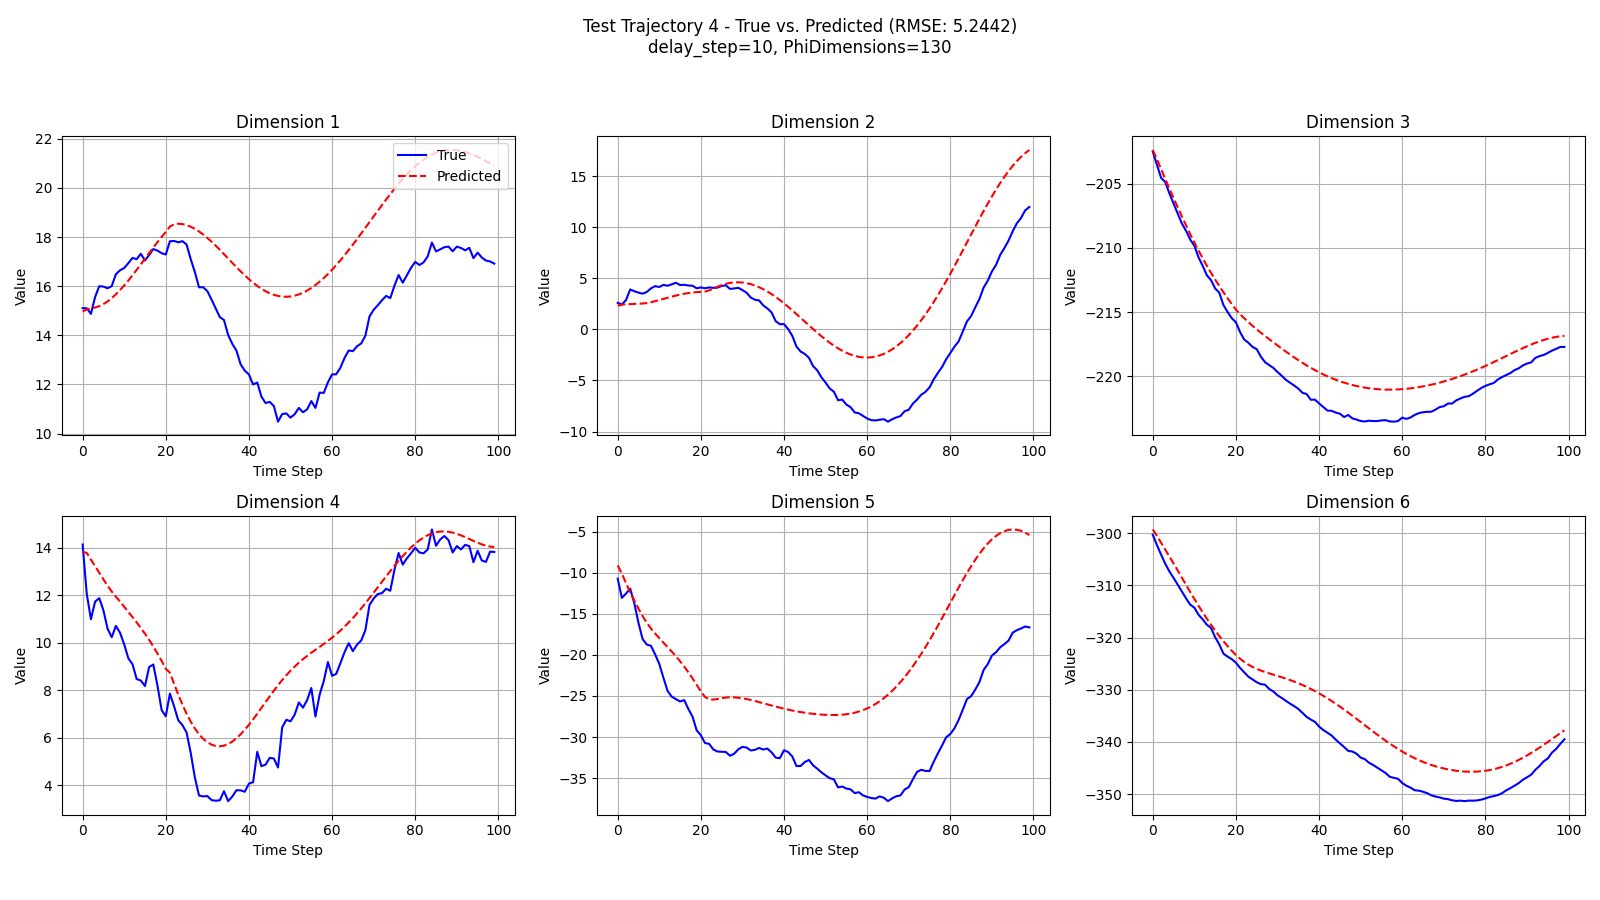 Test Trajectory 4 - True vs. Predicted (RMSE: 5.2442)
delay_step=10, PhiDimensions=130
Dimension 1
22
20
18
16
14
12
10
Value
0 20 40 60 80 100
Time Step
True
Predicted
Dimension 2
15
10
5
0
−5
−10
Value
0 20 40 60 80 100
Time Step
Dimension 3
−205
−210
−215
−220
Value
0 20 40 60 80 100
Time Step
Dimension 4
14
12
10
8
6
4
Value
0 20 40 60 80 100
Time Step
Dimension 5
−5
−10
−15
−20
−25
−30
−35
Value
0 20 40 60 80 100
Time Step
Dimension 6
−300
−310
−320
−330
−340
−350
Value
0 20 40 60 80 100
Time Step